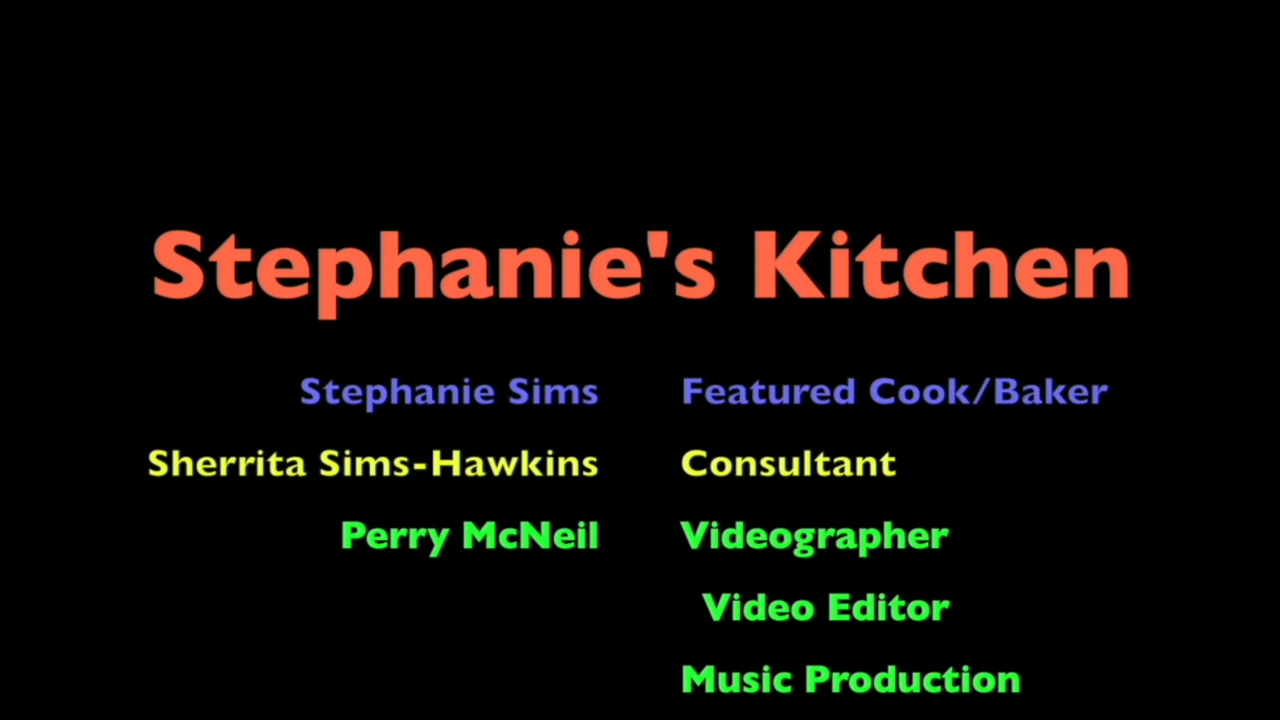 Stephanie's Kitchen
Stephanie Sims Featured Cook/Baker
Sherrita Sims-Hawkins Consultant
Perry McNeil Videographer
Video Editor
Music Production